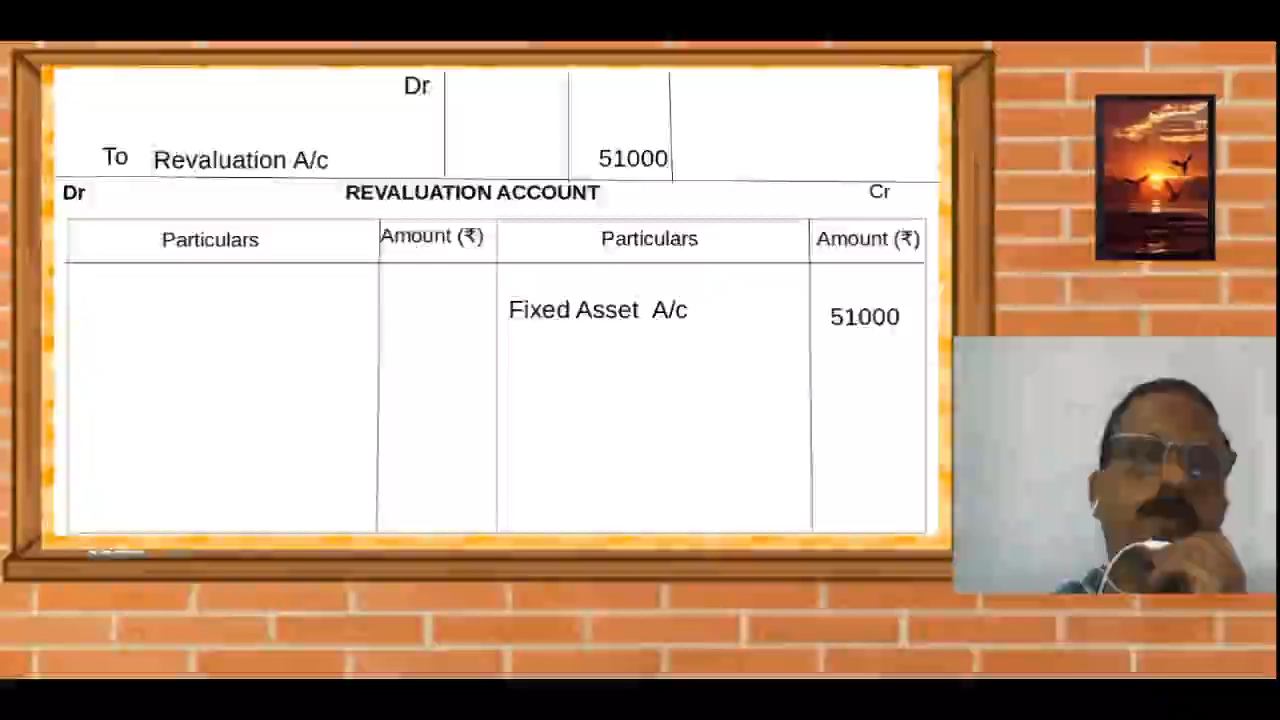 Dr
To Revaluation A/c 51000
Dr REVALUATION ACCOUNT Cr
Particulars Amount (₹) Particulars Amount (₹)
Fixed Asset A/c 51000